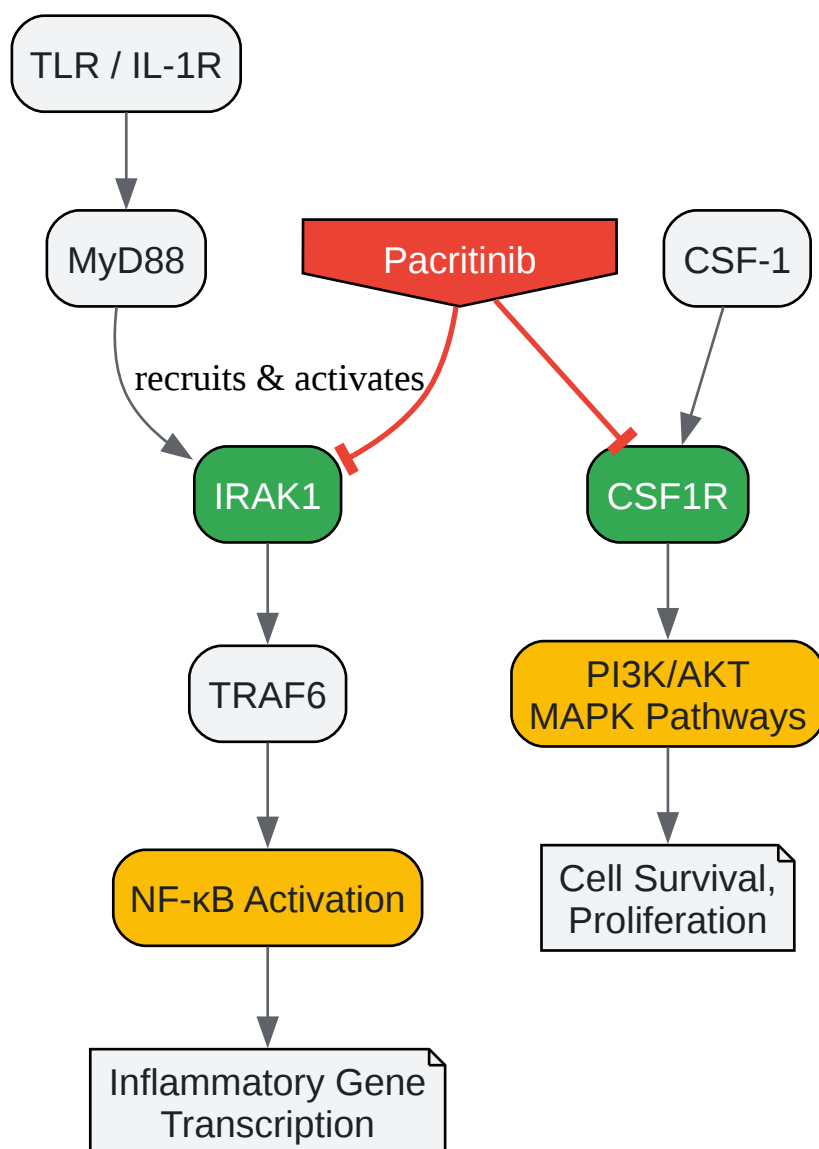 TLR / IL-1R
MyD88
Pacritinib
CSF-1
recruits & activates
IRAK1
CSF1R
TRAF6
PI3K/AKT
MAPK Pathways
NF-κB Activation
Cell Survival,
Proliferation
Inflammatory Gene
Transcription